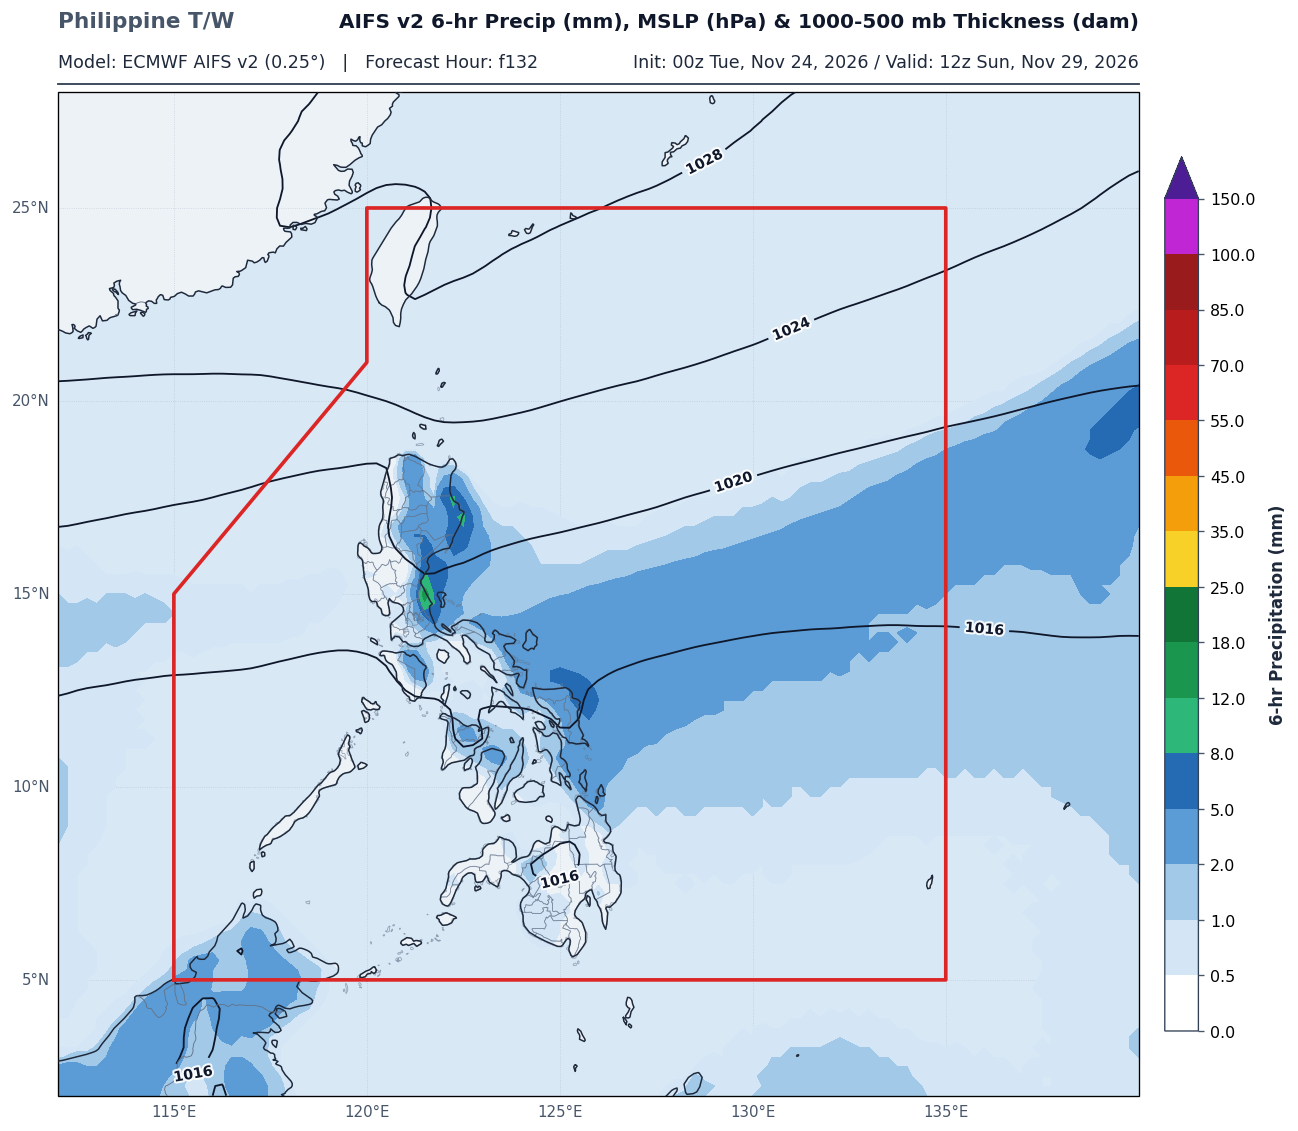 Philippine T/W
AIFS v2 6-hr Precip (mm), MSLP (hPa) & 1000-500 mb Thickness (dam)
Model: ECMWF AIFS v2 (0.25°)   |   Forecast Hour: f132
Init: 00z Tue, Nov 24, 2026 / Valid: 12z Sun, Nov 29, 2026
1028
1024
1020
1016
1016
1016
25°N
20°N
15°N
10°N
5°N
115°E
120°E
125°E
130°E
135°E
150.0
100.0
85.0
70.0
55.0
45.0
35.0
25.0
18.0
12.0
8.0
5.0
2.0
1.0
0.5
0.0
6-hr Precipitation (mm)